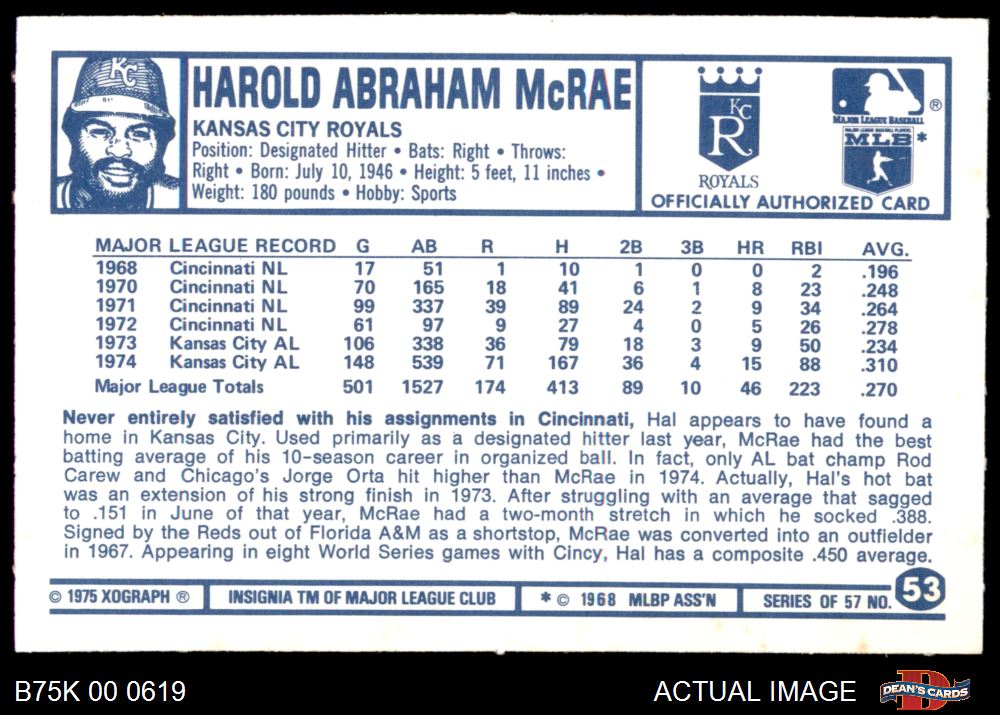 KC
HAROLD ABRAHAM McRAE
KANSAS CITY ROYALS
Position: Designated Hitter • Bats: Right • Throws:
Right • Born: July 10, 1946 • Height: 5 feet, 11 inches •
Weight: 180 pounds • Hobby: Sports
KC
R
ROYALS
®
MAJOR LEAGUE BASEBALL
MAJOR LEAGUE BASEBALL PLAYERS
MLB *
OFFICIALLY AUTHORIZED CARD
MAJOR LEAGUE RECORD G AB R H 2B 3B HR RBI AVG.
1968 Cincinnati NL 17 51 1 10 1 0 0 2 .196
1970 Cincinnati NL 70 165 18 41 6 1 8 23 .248
1971 Cincinnati NL 99 337 39 89 24 2 9 34 .264
1972 Cincinnati NL 61 97 9 27 4 0 5 26 .278
1973 Kansas City AL 106 338 36 79 18 3 9 50 .234
1974 Kansas City AL 148 539 71 167 36 4 15 88 .310
Major League Totals 501 1527 174 413 89 10 46 223 .270
Never entirely satisfied with his assignments in Cincinnati, Hal appears to have found a
home in Kansas City. Used primarily as a designated hitter last year, McRae had the best
batting average of his 10-season career in organized ball. In fact, only AL bat champ Rod
Carew and Chicago's Jorge Orta hit higher than McRae in 1974. Actually, Hal's hot bat
was an extension of his strong finish in 1973. After struggling with an average that sagged
to .151 in June of that year, McRae had a two-month stretch in which he socked .388.
Signed by the Reds out of Florida A&M as a shortstop, McRae was converted into an outfielder
in 1967. Appearing in eight World Series games with Cincy, Hal has a composite .450 average.
© 1975 XOGRAPH ® INSIGNIA TM OF MAJOR LEAGUE CLUB * © 1968 MLBP ASS'N SERIES OF 57 NO. 53
B75K 00 0619 ACTUAL IMAGE DEAN'S CARDS